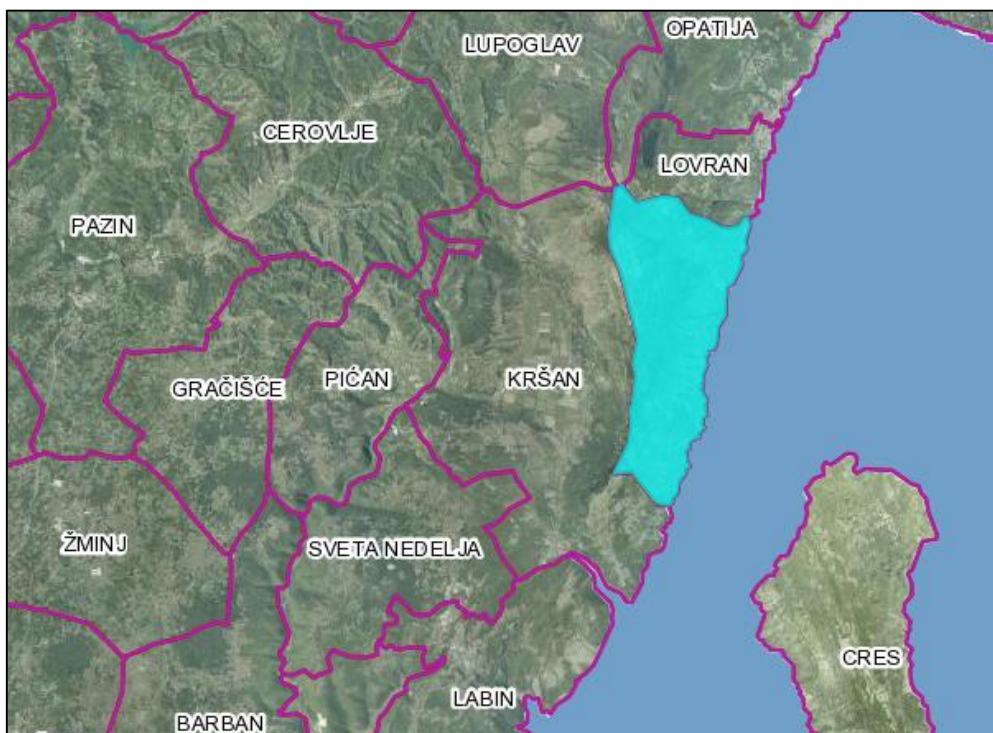 OPATIJA
LUPOGLAV
CEROVLJE
LOVRAN
PAZIN
KRŠAN
PIĆAN
GRAČIŠĆE
ŽMINJ
SVETA NEDELJA
CRES
LABIN
BARBAN